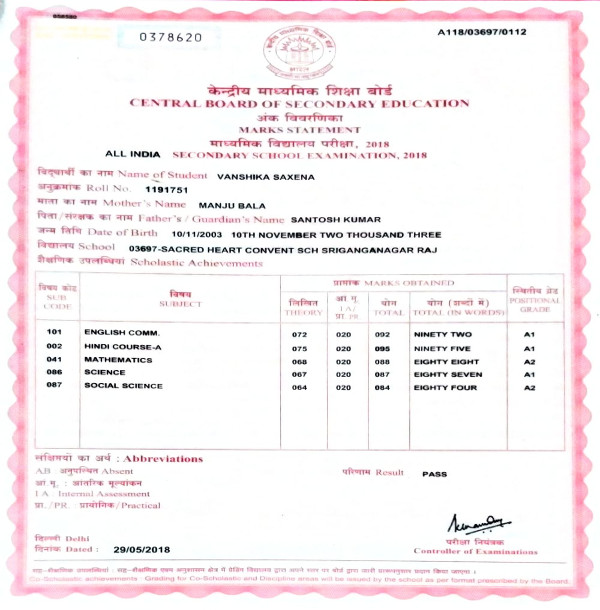 0378620
A118/03697/0112
केन्द्रीय माध्यमिक शिक्षा बोर्ड
CENTRAL BOARD OF SECONDARY EDUCATION
अंक विवरणिका
MARKS STATEMENT
माध्यमिक विद्यालय परीक्षा, 2018
ALL INDIA SECONDARY SCHOOL EXAMINATION, 2018
विद्यार्थी का नाम Name of Student VANSHIKA SAXENA
अनुक्रमांक Roll No. 1191751
माता का नाम Mother's Name MANJU BALA
पिता/संरक्षक का नाम Father's / Guardian's Name SANTOSH KUMAR
जन्म तिथि Date of Birth 10/11/2003 10TH NOVEMBER TWO THOUSAND THREE
विद्यालय School 03697-SACRED HEART CONVENT SCH SRIGANGANAGAR RAJ
शैक्षणिक उपलब्धियां Scholastic Achievements
विषय कोड SUB CODE विषय SUBJECT प्राप्तांक MARKS OBTAINED स्थितीय ग्रेड POSITIONAL GRADE
लिखित THEORY आं.मू. I A/ प्रा./PR. योग TOTAL योग (शब्दों में) TOTAL (IN WORDS)
101 ENGLISH COMM. 072 020 092 NINETY TWO A1
002 HINDI COURSE-A 075 020 095 NINETY FIVE A1
041 MATHEMATICS 068 020 088 EIGHTY EIGHT A2
086 SCIENCE 067 020 087 EIGHTY SEVEN A1
087 SOCIAL SCIENCE 064 020 084 EIGHTY FOUR A2
संक्षिप्तियों का अर्थ : Abbreviations
AB : अनुपस्थित Absent
परिणाम Result PASS
आं. मू. : आंतरिक मूल्यांकन
I A : Internal Assessment
प्रा./PR. : प्रायोगिक/Practical
दिल्ली Delhi
दिनांक Dated : 29/05/2018
परीक्षा नियंत्रक
Controller of Examinations
सह-शैक्षणिक उपलब्धियां : सह-शैक्षणिक एवम अनुशासन क्षेत्र में ग्रेडिंग विद्यालय द्वारा अपने स्तर पर बोर्ड द्वारा जारी प्रारूपानुसार प्रदान किया जाएगा।
Co-Scholastic achievements : Grading for Co-Scholastic and Discipline areas will be issued by the school as per format prescribed by the Board.